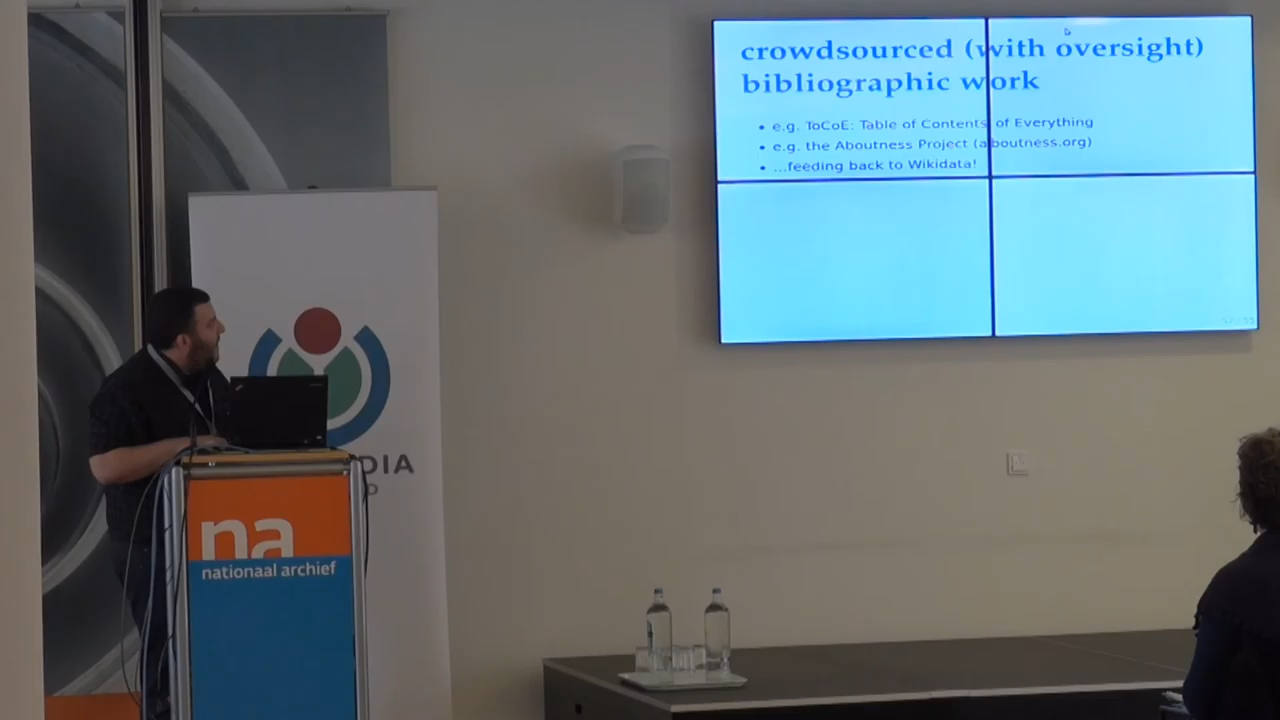 crowdsourced (with oversight)
bibliographic work
• e.g. ToCoE: Table of Contents of Everything
• e.g. the Aboutness Project (aboutness.org)
• ...feeding back to Wikidata!
DIA
na
nationaal archief